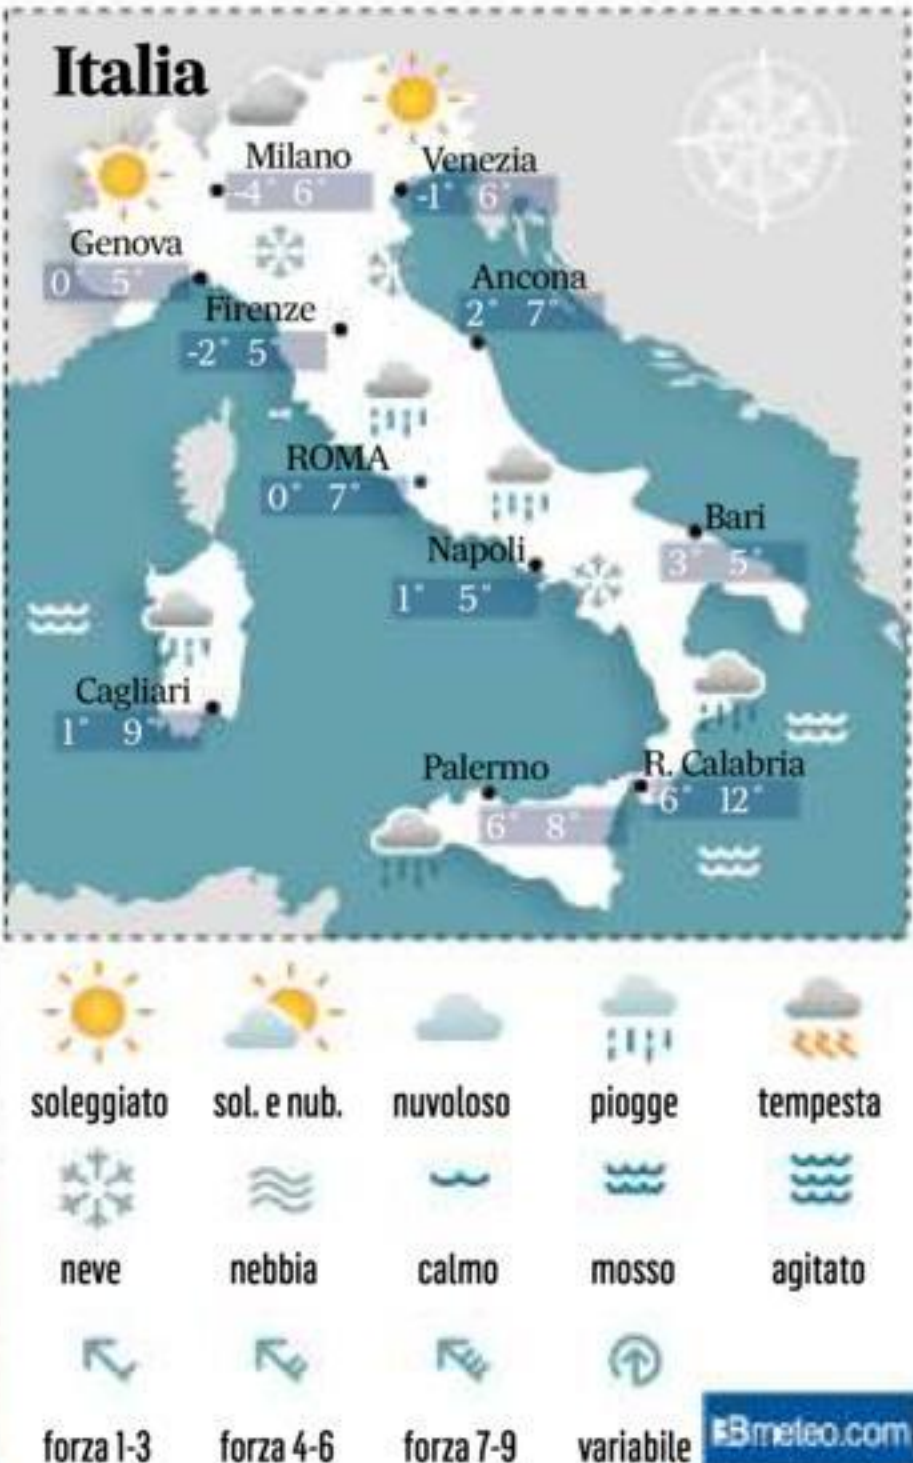 Italia
Milano
-4° 6°
Venezia
-1° 6°
Genova
0 5°
Ancona
2° 7°
Firenze
-2° 5
ROMA
0° 7°
Bari
3° 5°
Napoli
1° 5°
Cagliari
1° 9°
Palermo
6° 8°
R. Calabria
6° 12°
soleggiato sol. e nub. nuvoloso piogge tempesta
neve nebbia calmo mosso agitato
forza 1-3 forza 4-6 forza 7-9 variabile
3Bmeteo.com